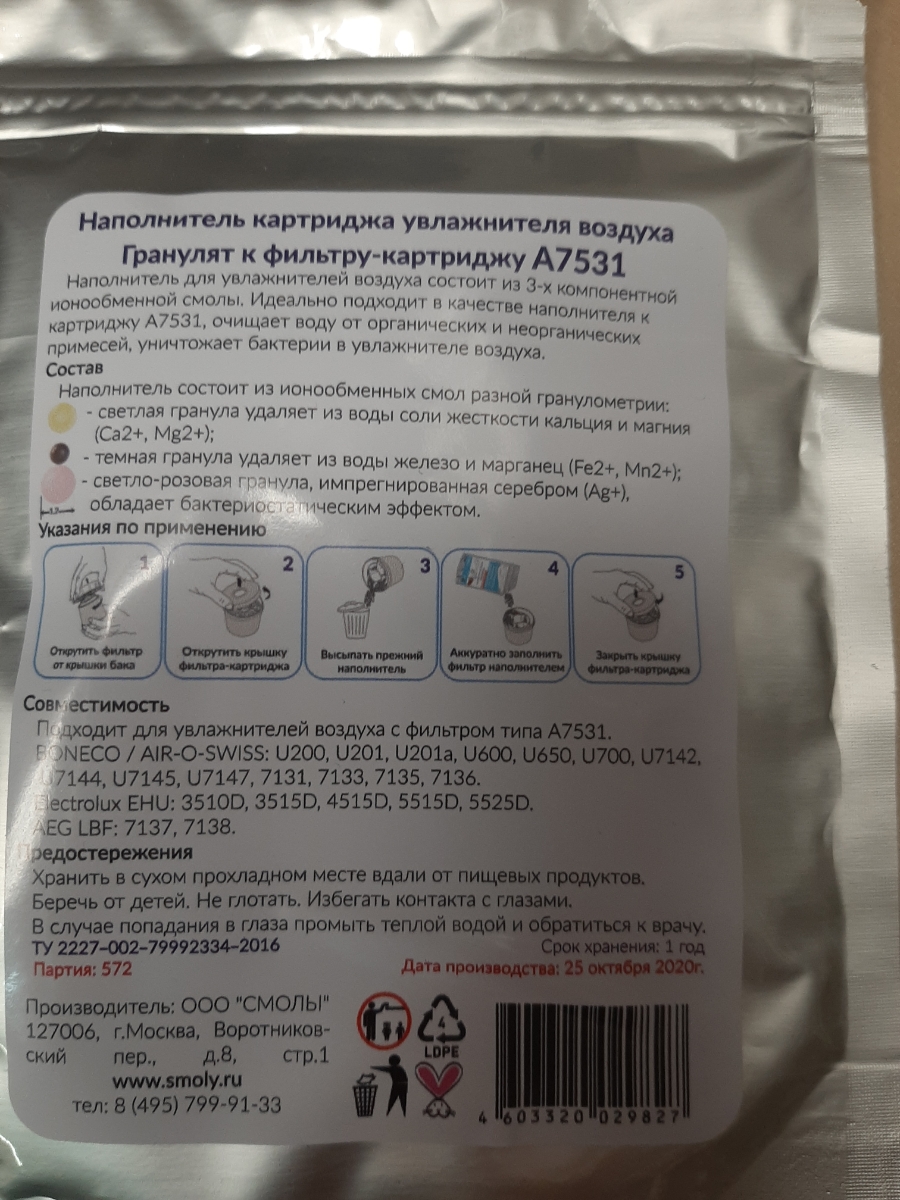 Наполнитель картриджа увлажнителя воздуха
Гранулят к фильтру-картриджу А7531
Наполнитель для увлажнителей воздуха состоит из 3-х компонентной
ионообменной смолы. Идеально подходит в качестве наполнителя к
картриджу А7531, очищает воду от органических и неорганических
примесей, уничтожает бактерии в увлажнителе воздуха.
Состав
Наполнитель состоит из ионообменных смол разной гранулометрии:
- светлая гранула удаляет из воды соли жесткости кальция и магния
(Ca2+, Mg2+);
- темная гранула удаляет из воды железо и марганец (Fe2+, Mn2+);
- светло-розовая гранула, импрегнированная серебром (Ag+),
обладает бактериостатическим эффектом.
Указания по применению
1 2 3 4 5
Открутить фильтр
от крышки бака
Открутить крышку
фильтра-картриджа
Высыпать прежний
наполнитель
Аккуратно заполнить
фильтр наполнителем
Закрыть крышку
фильтра-картриджа
Совместимость
Подходит для увлажнителей воздуха с фильтром типа А7531.
BONECO / AIR-O-SWISS: U200, U201, U201a, U600, U650, U700, U7142,
U7144, U7145, U7147, 7131, 7133, 7135, 7136.
Electrolux EHU: 3510D, 3515D, 4515D, 5515D, 5525D.
AEG LBF: 7137, 7138.
Предостережения
Хранить в сухом прохладном месте вдали от пищевых продуктов.
Беречь от детей. Не глотать. Избегать контакта с глазами.
В случае попадания в глаза промыть теплой водой и обратиться к врачу.
ТУ 2227-002-79992334-2016 Срок хранения: 1 год
Партия: 572 Дата производства: 25 октября 2020г.
Производитель: ООО "СМОЛЫ"
127006, г.Москва, Воротников-
ский пер., д.8, стр.1
www.smoly.ru
тел: 8 (495) 799-91-33
4
LDPE
4 603320 029827